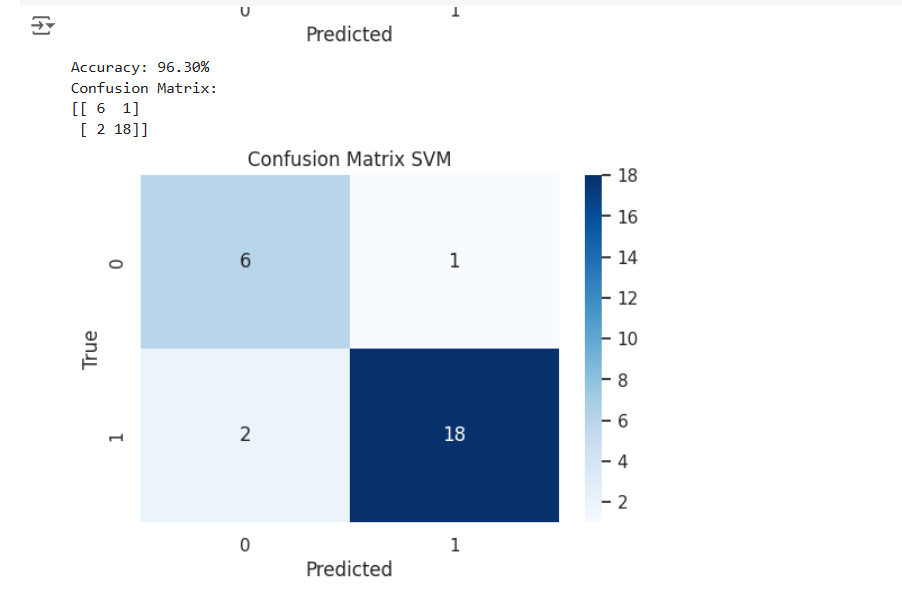 0 1
Predicted
Accuracy: 96.30%
Confusion Matrix:
[[ 6  1]
 [ 2 18]]
Confusion Matrix SVM
18
16
14
12
10
8
6
4
2
True
0
6 1
1
2 18
0 1
Predicted